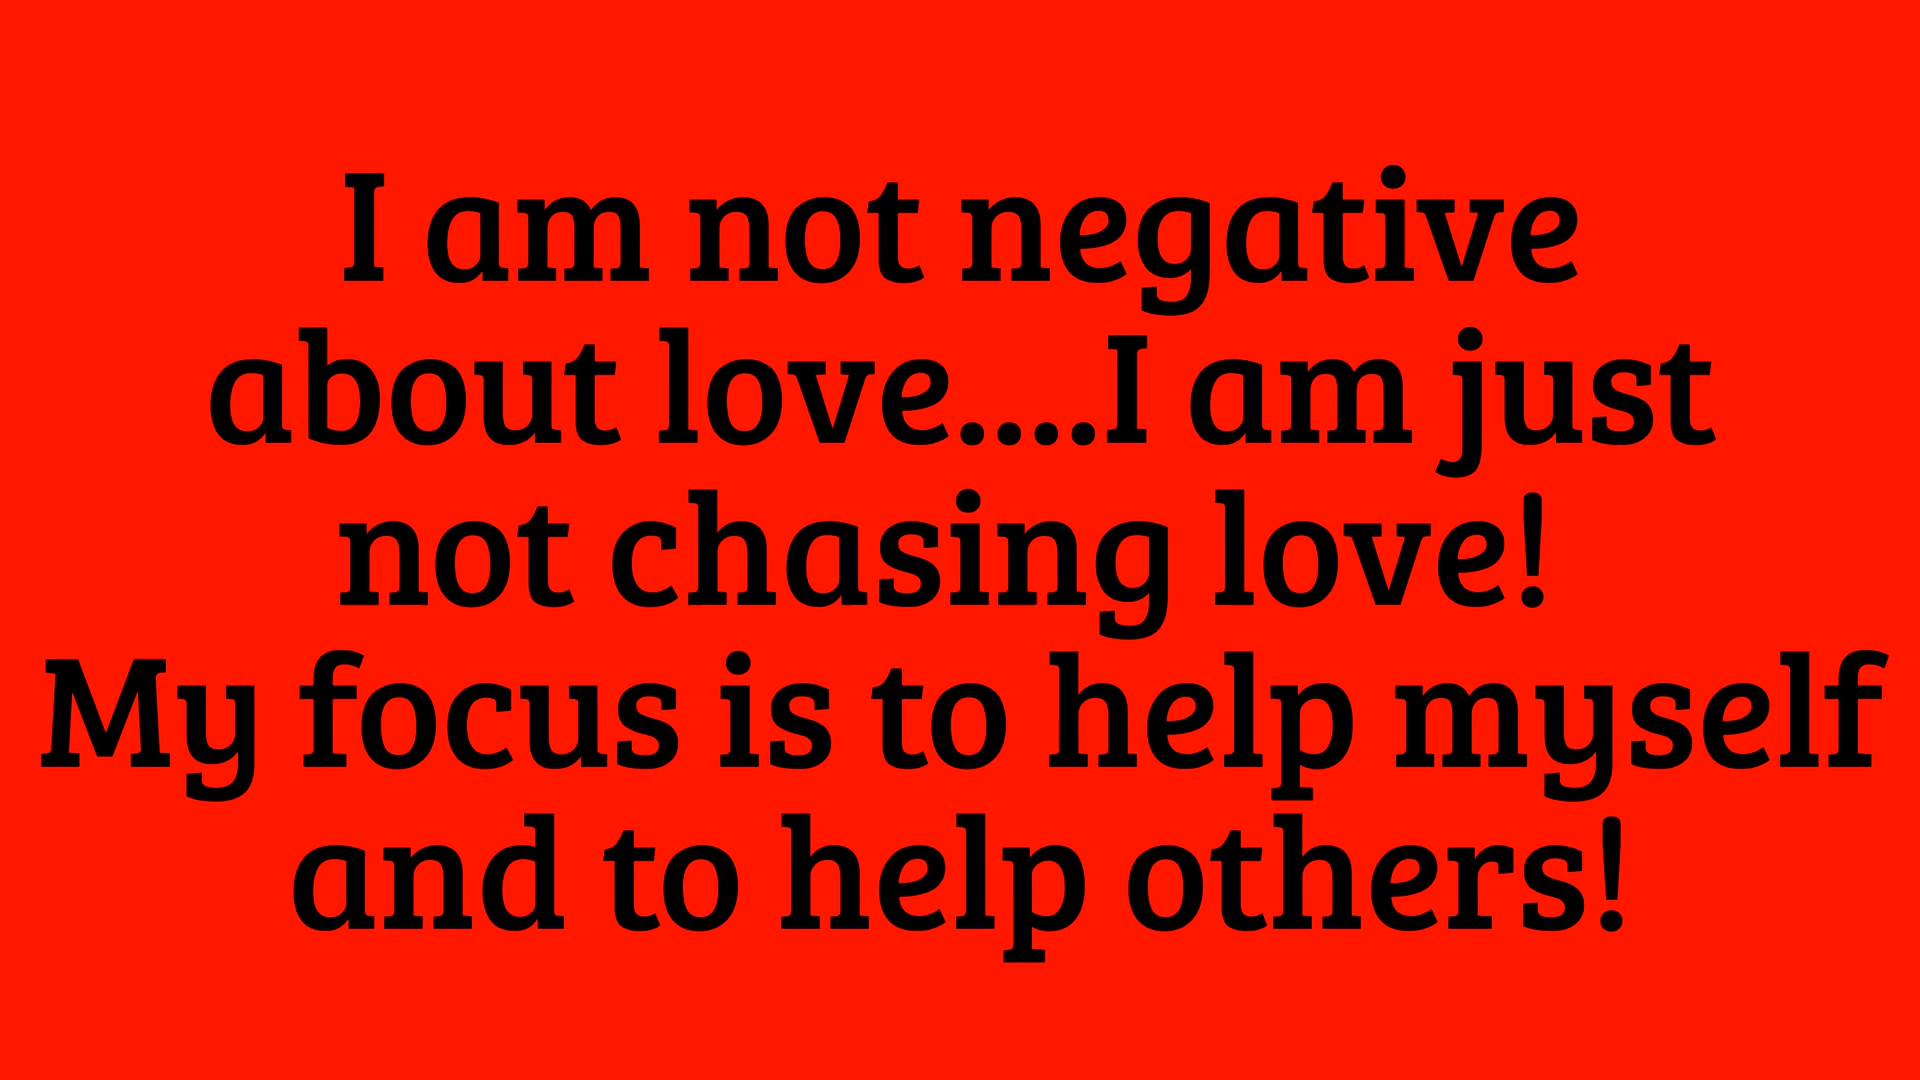 I am not negative
about love....I am just
not chasing love!
My focus is to help myself
and to help others!